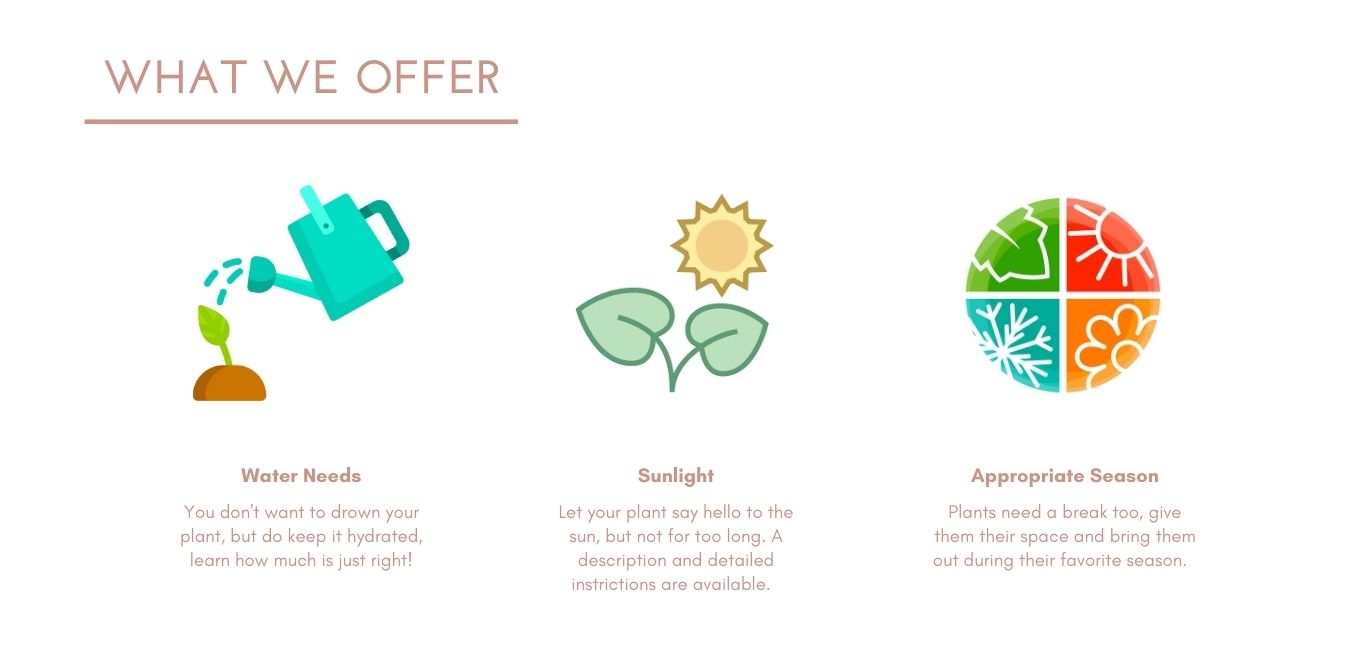 WHAT WE OFFER
Water Needs
You don't want to drown your
plant, but do keep it hydrated,
learn how much is just right!
Sunlight
Let your plant say hello to the
sun, but not for too long. A
description and detailed
instrictions are available.
Appropriate Season
Plants need a break too, give
them their space and bring them
out during their favorite season.